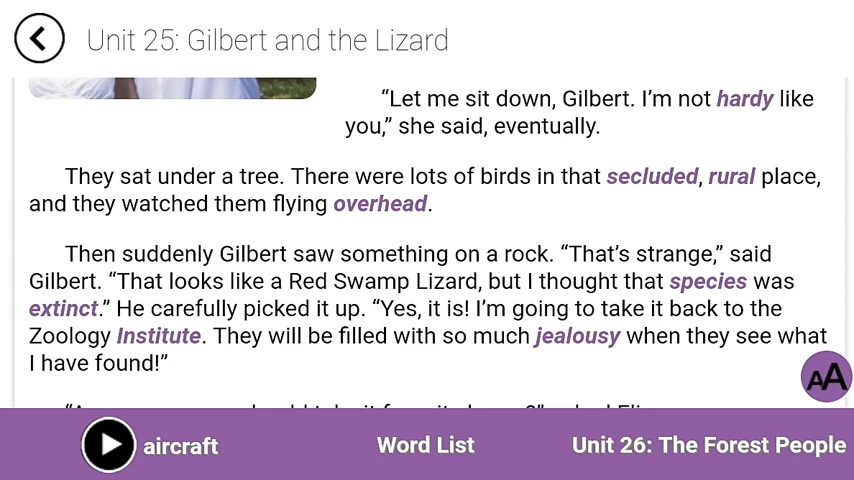 Unit 25: Gilbert and the Lizard
“Let me sit down, Gilbert. I’m not hardy like
you,” she said, eventually.
They sat under a tree. There were lots of birds in that secluded, rural place,
and they watched them flying overhead.
Then suddenly Gilbert saw something on a rock. “That’s strange,” said
Gilbert. “That looks like a Red Swamp Lizard, but I thought that species was
extinct.” He carefully picked it up. “Yes, it is! I’m going to take it back to the
Zoology Institute. They will be filled with so much jealousy when they see what
I have found!”
AA
aircraft
Word List
Unit 26: The Forest People